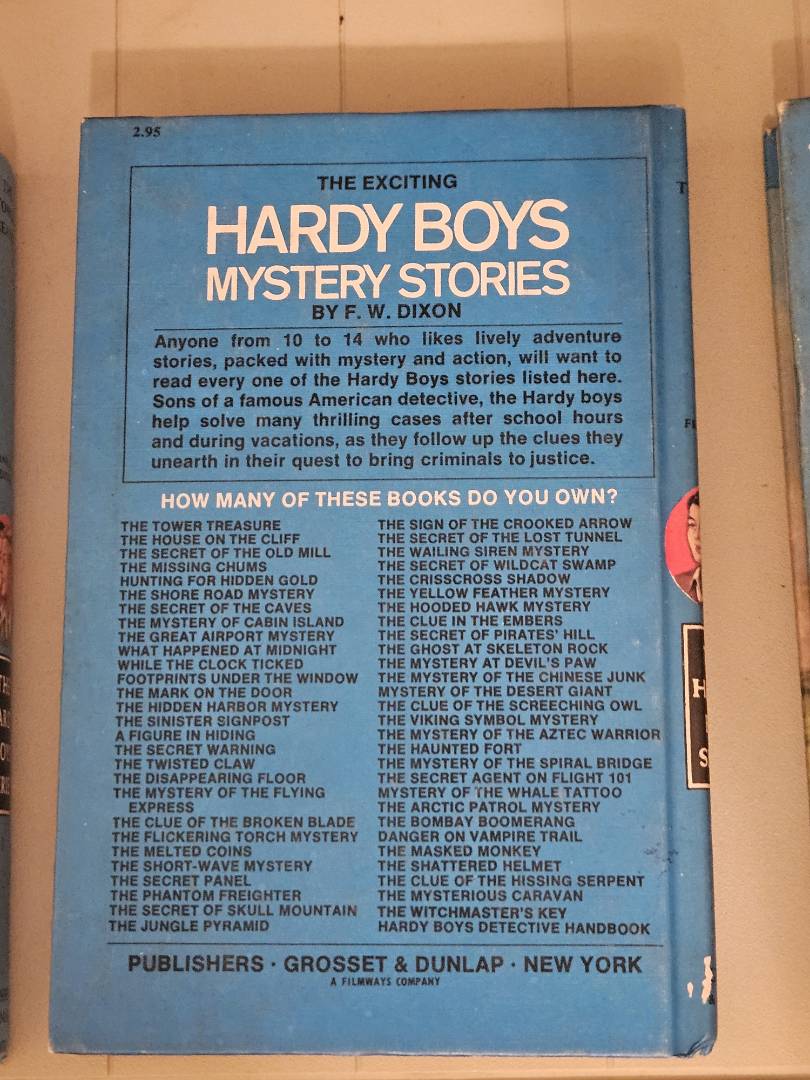 2.95
THE EXCITING
HARDY BOYS
MYSTERY STORIES
BY F. W. DIXON
Anyone from 10 to 14 who likes lively adventure
stories, packed with mystery and action, will want to
read every one of the Hardy Boys stories listed here.
Sons of a famous American detective, the Hardy boys
help solve many thrilling cases after school hours
and during vacations, as they follow up the clues they
unearth in their quest to bring criminals to justice.
HOW MANY OF THESE BOOKS DO YOU OWN?
THE TOWER TREASURE
THE HOUSE ON THE CLIFF
THE SECRET OF THE OLD MILL
THE MISSING CHUMS
HUNTING FOR HIDDEN GOLD
THE SHORE ROAD MYSTERY
THE SECRET OF THE CAVES
THE MYSTERY OF CABIN ISLAND
THE GREAT AIRPORT MYSTERY
WHAT HAPPENED AT MIDNIGHT
WHILE THE CLOCK TICKED
FOOTPRINTS UNDER THE WINDOW
THE MARK ON THE DOOR
THE HIDDEN HARBOR MYSTERY
THE SINISTER SIGNPOST
A FIGURE IN HIDING
THE SECRET WARNING
THE TWISTED CLAW
THE DISAPPEARING FLOOR
THE MYSTERY OF THE FLYING
EXPRESS
THE CLUE OF THE BROKEN BLADE
THE FLICKERING TORCH MYSTERY
THE MELTED COINS
THE SHORT-WAVE MYSTERY
THE SECRET PANEL
THE PHANTOM FREIGHTER
THE SECRET OF SKULL MOUNTAIN
THE JUNGLE PYRAMID
THE SIGN OF THE CROOKED ARROW
THE SECRET OF THE LOST TUNNEL
THE WAILING SIREN MYSTERY
THE SECRET OF WILDCAT SWAMP
THE CRISSCROSS SHADOW
THE YELLOW FEATHER MYSTERY
THE HOODED HAWK MYSTERY
THE CLUE IN THE EMBERS
THE SECRET OF PIRATES' HILL
THE GHOST AT SKELETON ROCK
THE MYSTERY AT DEVIL'S PAW
THE MYSTERY OF THE CHINESE JUNK
MYSTERY OF THE DESERT GIANT
THE CLUE OF THE SCREECHING OWL
THE VIKING SYMBOL MYSTERY
THE MYSTERY OF THE AZTEC WARRIOR
THE HAUNTED FORT
THE MYSTERY OF THE SPIRAL BRIDGE
THE SECRET AGENT ON FLIGHT 101
MYSTERY OF THE WHALE TATTOO
THE ARCTIC PATROL MYSTERY
THE BOMBAY BOOMERANG
DANGER ON VAMPIRE TRAIL
THE MASKED MONKEY
THE SHATTERED HELMET
THE CLUE OF THE HISSING SERPENT
THE MYSTERIOUS CARAVAN
THE WITCHMASTER'S KEY
HARDY BOYS DETECTIVE HANDBOOK
PUBLISHERS · GROSSET & DUNLAP · NEW YORK
A FILMWAYS COMPANY